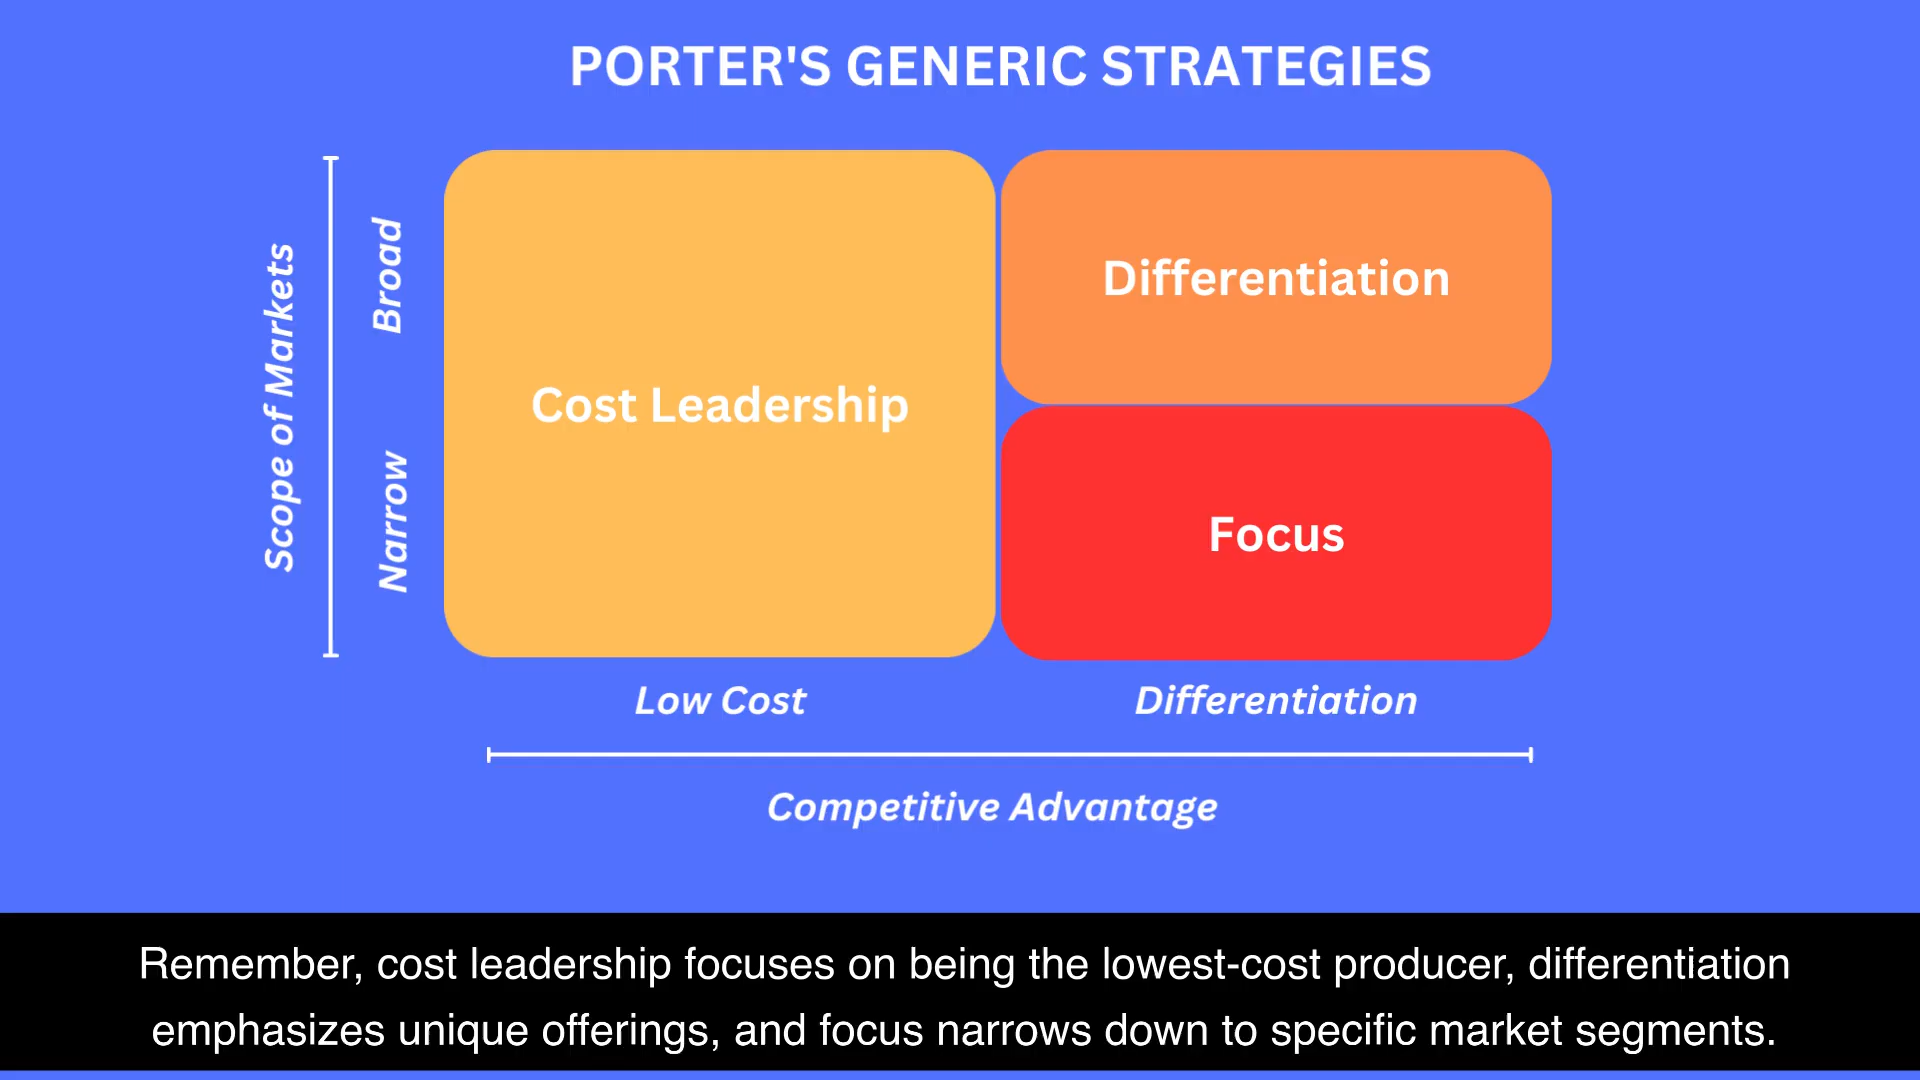 PORTER'S GENERIC STRATEGIES
Scope of Markets
Broad
Narrow
Cost Leadership
Differentiation
Focus
Low Cost
Differentiation
Competitive Advantage
Remember, cost leadership focuses on being the lowest-cost producer, differentiation
emphasizes unique offerings, and focus narrows down to specific market segments.